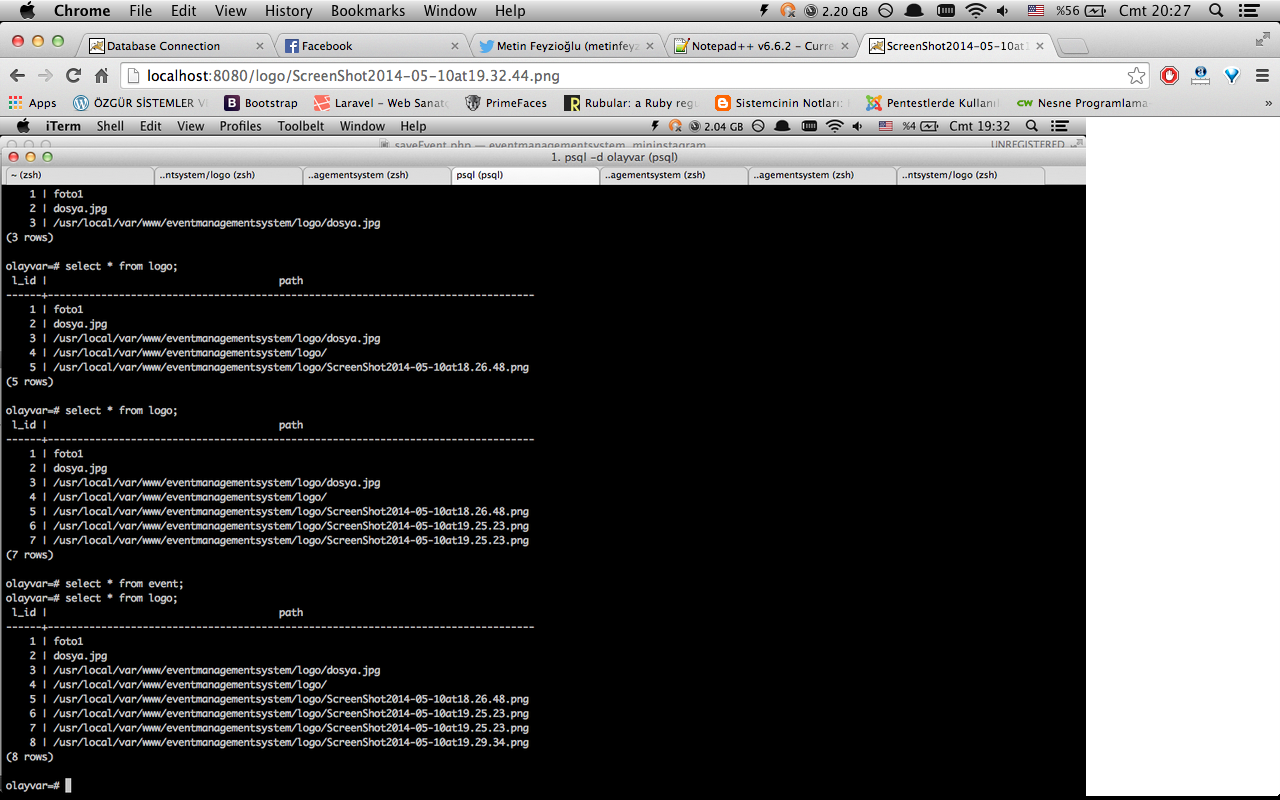 Chrome File Edit View History Bookmarks Window Help 2.20 GB %56 Cmt 20:27
Database Connection Facebook Metin Feyzioğlu (metinfeyz Notepad++ v6.6.2 – Curre ScreenShot2014-05-10at1
localhost:8080/logo/ScreenShot2014-05-10at19.32.44.png
Apps ÖZGÜR SİSTEMLER Bootstrap Laravel – Web Sanat PrimeFaces Rubular: a Ruby regu Sistemcinin Notları: Pentestlerde Kullanıl Nesne Programlama »
iTerm Shell Edit View Profiles Toolbelt Window Help 2.04 GB %4 Cmt 19:32
saveEvent.php — eventmanagementsystem, mininstagram UNREGISTERED
1. psql -d olayvar (psql)
~ (zsh) ..ntsystem/logo (zsh) ..agementsystem (zsh) psql (psql) ..agementsystem (zsh) ..agementsystem (zsh) ..ntsystem/logo (zsh)
1 | foto1
2 | dosya.jpg
3 | /usr/local/var/www/eventmanagementsystem/logo/dosya.jpg
(3 rows)
olayvar=# select * from logo;
l_id | path
------+--------------------------------------------------------------------------------
1 | foto1
2 | dosya.jpg
3 | /usr/local/var/www/eventmanagementsystem/logo/dosya.jpg
4 | /usr/local/var/www/eventmanagementsystem/logo/
5 | /usr/local/var/www/eventmanagementsystem/logo/ScreenShot2014-05-10at18.26.48.png
(5 rows)
olayvar=# select * from logo;
l_id | path
------+--------------------------------------------------------------------------------
1 | foto1
2 | dosya.jpg
3 | /usr/local/var/www/eventmanagementsystem/logo/dosya.jpg
4 | /usr/local/var/www/eventmanagementsystem/logo/
5 | /usr/local/var/www/eventmanagementsystem/logo/ScreenShot2014-05-10at18.26.48.png
6 | /usr/local/var/www/eventmanagementsystem/logo/ScreenShot2014-05-10at19.25.23.png
7 | /usr/local/var/www/eventmanagementsystem/logo/ScreenShot2014-05-10at19.25.23.png
(7 rows)
olayvar=# select * from event;
olayvar=# select * from logo;
l_id | path
------+--------------------------------------------------------------------------------
1 | foto1
2 | dosya.jpg
3 | /usr/local/var/www/eventmanagementsystem/logo/dosya.jpg
4 | /usr/local/var/www/eventmanagementsystem/logo/
5 | /usr/local/var/www/eventmanagementsystem/logo/ScreenShot2014-05-10at18.26.48.png
6 | /usr/local/var/www/eventmanagementsystem/logo/ScreenShot2014-05-10at19.25.23.png
7 | /usr/local/var/www/eventmanagementsystem/logo/ScreenShot2014-05-10at19.25.23.png
8 | /usr/local/var/www/eventmanagementsystem/logo/ScreenShot2014-05-10at19.29.34.png
(8 rows)
olayvar=#